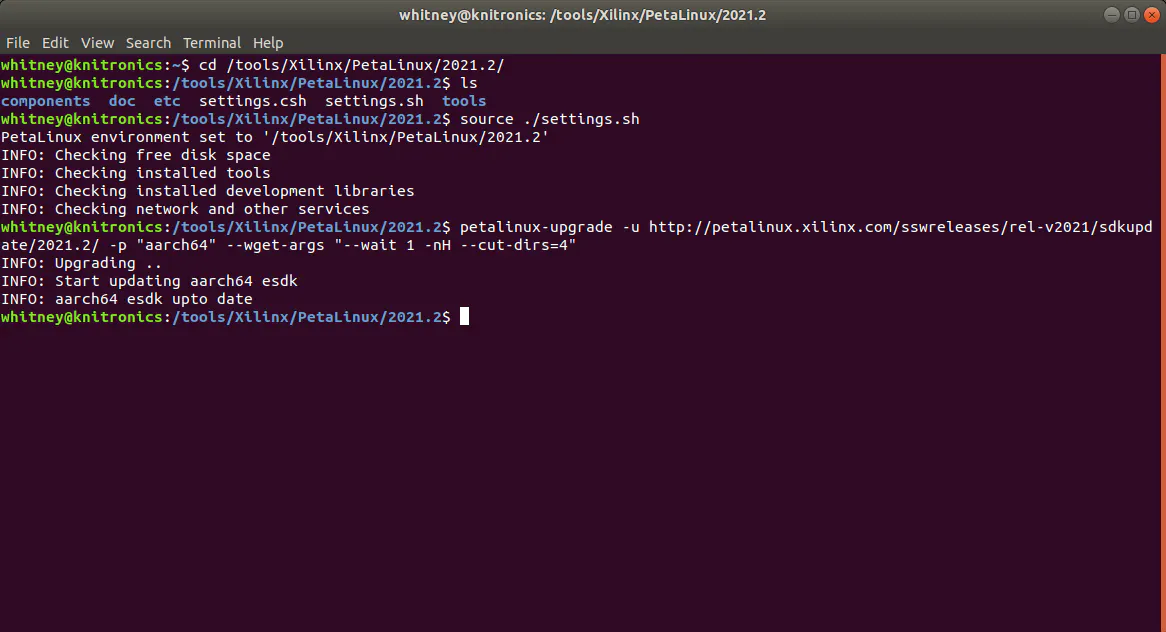 whitney@knitronics: /tools/Xilinx/PetaLinux/2021.2
File Edit View Search Terminal Help
whitney@knitronics:~$ cd /tools/Xilinx/PetaLinux/2021.2/
whitney@knitronics:/tools/Xilinx/PetaLinux/2021.2$ ls
components  doc  etc  settings.csh  settings.sh  tools
whitney@knitronics:/tools/Xilinx/PetaLinux/2021.2$ source ./settings.sh
PetaLinux environment set to '/tools/Xilinx/PetaLinux/2021.2'
INFO: Checking free disk space
INFO: Checking installed tools
INFO: Checking installed development libraries
INFO: Checking network and other services
whitney@knitronics:/tools/Xilinx/PetaLinux/2021.2$ petalinux-upgrade -u http://petalinux.xilinx.com/sswreleases/rel-v2021/sdkupd
ate/2021.2/ -p "aarch64" --wget-args "--wait 1 -nH --cut-dirs=4"
INFO: Upgrading ..
INFO: Start updating aarch64 esdk
INFO: aarch64 esdk upto date
whitney@knitronics:/tools/Xilinx/PetaLinux/2021.2$